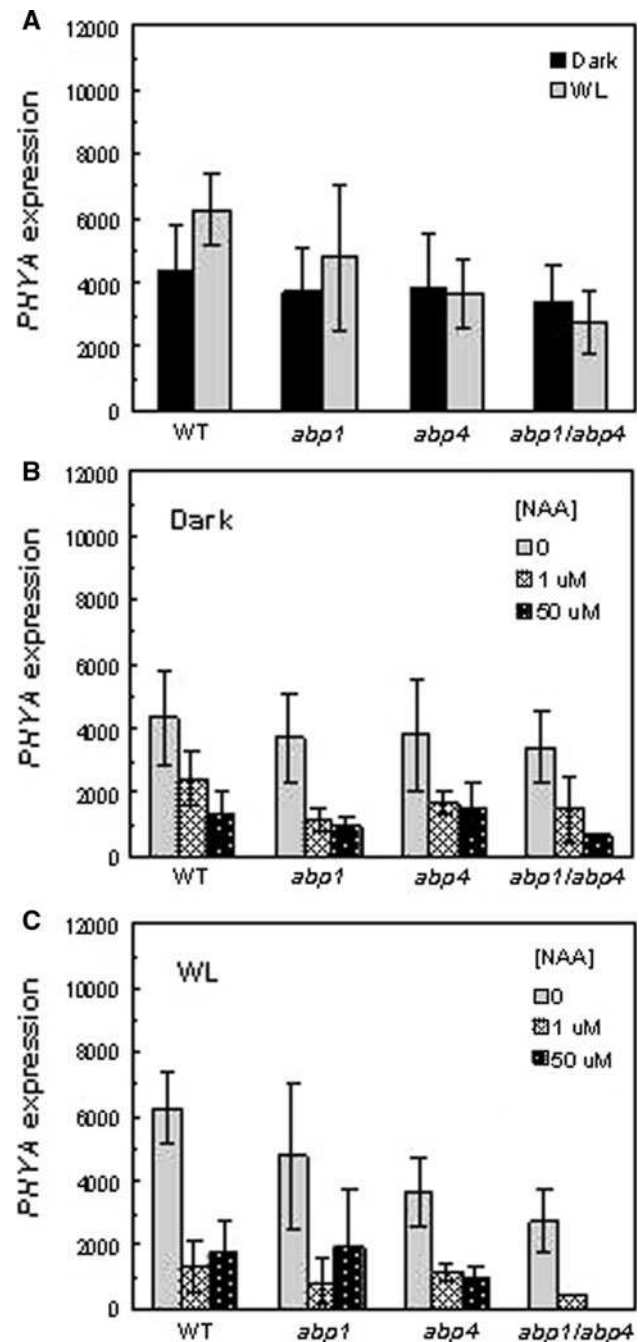 A
PHYA expression
12000
10000
8000
6000
4000
2000
0
Dark
WL
WT abp1 abp4 abp1/abp4
B
PHYA expression
12000
10000
8000
6000
4000
2000
0
Dark
[NAA]
0
1 uM
50 uM
WT abp1 abp4 abp1/abp4
C
PHYA expression
12000
10000
8000
6000
4000
2000
0
WL
[NAA]
0
1 uM
50 uM
WT abp1 abp4 abp1/abp4